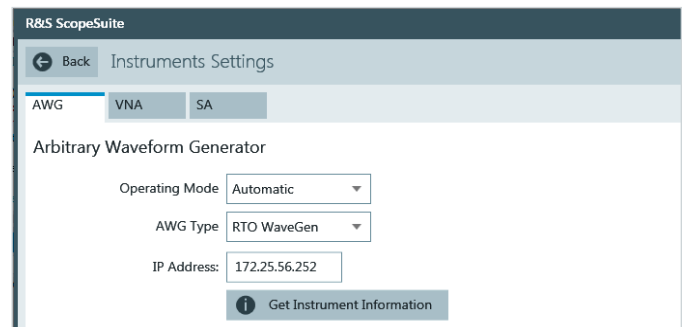 R&S ScopeSuite
Back Instruments Settings
AWG VNA SA
Arbitrary Waveform Generator
Operating Mode Automatic
AWG Type RTO WaveGen
IP Address: 172.25.56.252
Get Instrument Information